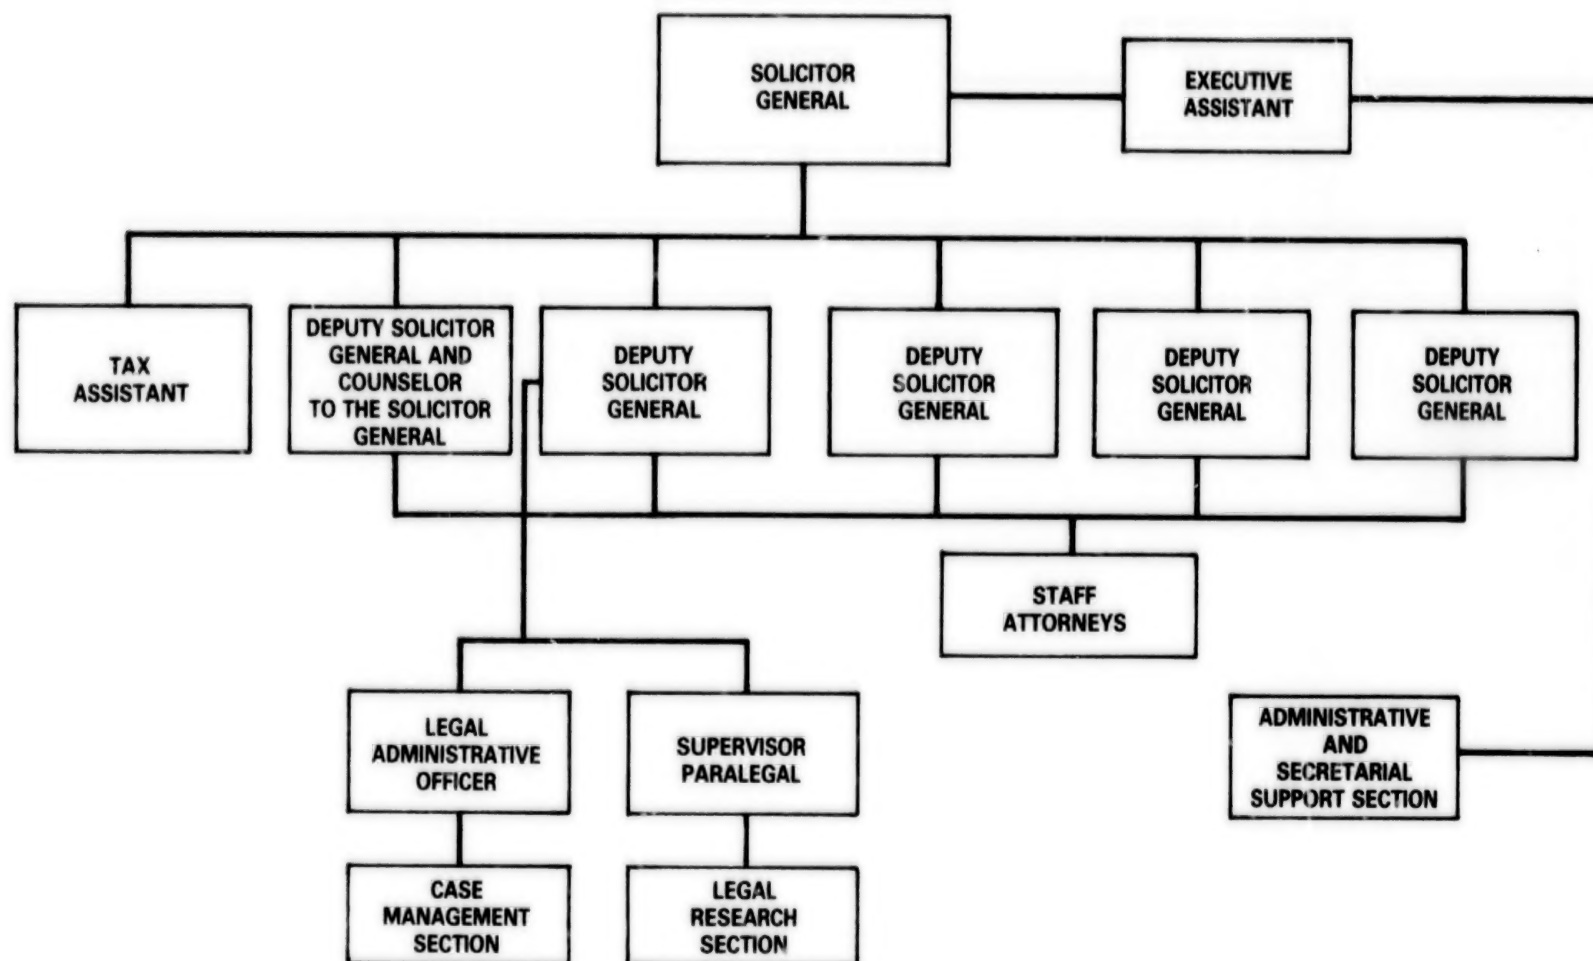 SOLICITOR
GENERAL
EXECUTIVE
ASSISTANT
TAX
ASSISTANT
DEPUTY SOLICITOR
GENERAL AND
COUNSELOR
TO THE SOLICITOR
GENERAL
DEPUTY
SOLICITOR
GENERAL
DEPUTY
SOLICITOR
GENERAL
DEPUTY
SOLICITOR
GENERAL
DEPUTY
SOLICITOR
GENERAL
STAFF
ATTORNEYS
LEGAL
ADMINISTRATIVE
OFFICER
SUPERVISOR
PARALEGAL
ADMINISTRATIVE
AND
SECRETARIAL
SUPPORT SECTION
CASE
MANAGEMENT
SECTION
LEGAL
RESEARCH
SECTION